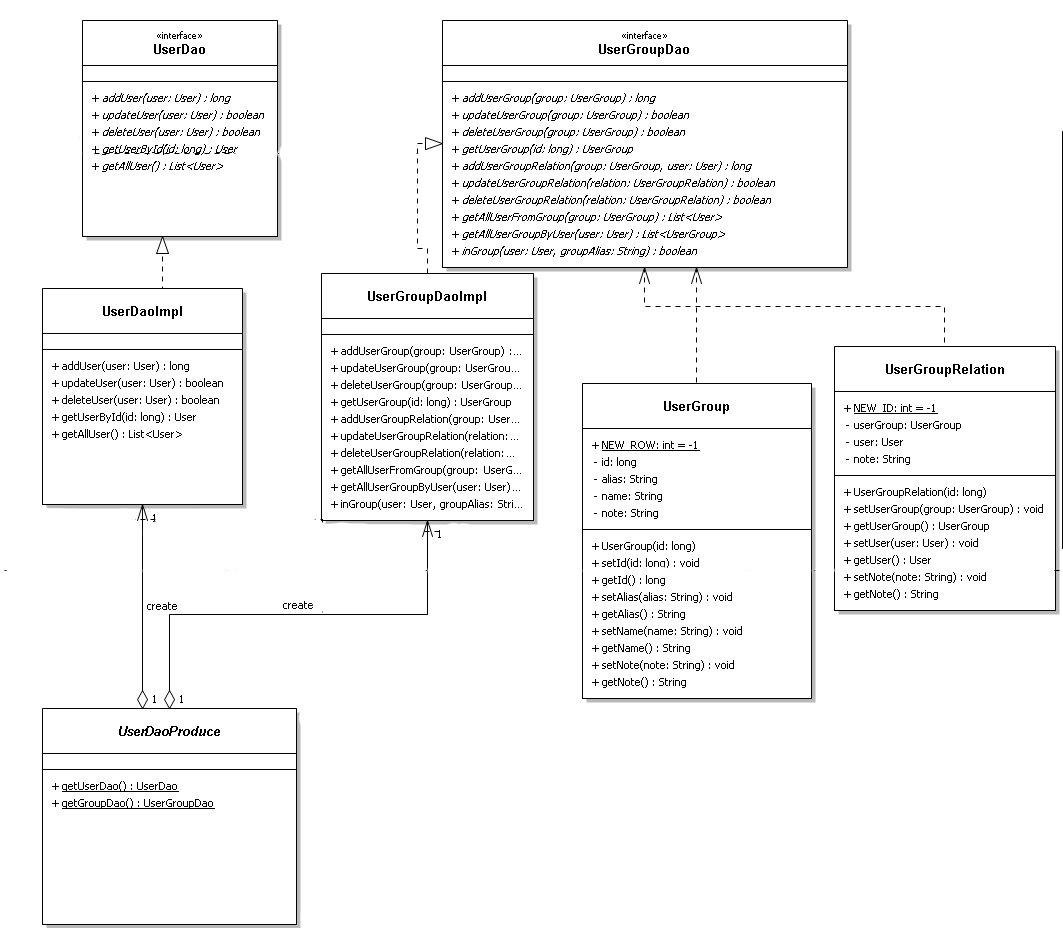 «interface»
UserDao
+ addUser(user: User) : long
+ updateUser(user: User) : boolean
+ deleteUser(user: User) : boolean
+ getUserById(id: long) : User
+ getAllUser() : List<User>
«interface»
UserGroupDao
+ addUserGroup(group: UserGroup) : long
+ updateUserGroup(group: UserGroup) : boolean
+ deleteUserGroup(group: UserGroup) : boolean
+ getUserGroup(id: long) : UserGroup
+ addUserGroupRelation(group: UserGroup, user: User) : long
+ updateUserGroupRelation(relation: UserGroupRelation) : boolean
+ deleteUserGroupRelation(relation: UserGroupRelation) : boolean
+ getAllUserFromGroup(group: UserGroup) : List<User>
+ getAllUserGroupByUser(user: User) : List<UserGroup>
+ inGroup(user: User, groupAlias: String) : boolean
UserDaoImpl
+ addUser(user: User) : long
+ updateUser(user: User) : boolean
+ deleteUser(user: User) : boolean
+ getUserById(id: long) : User
+ getAllUser() : List<User>
UserGroupDaoImpl
+ addUserGroup(group: UserGroup) :...
+ updateUserGroup(group: UserGrou...
+ deleteUserGroup(group: UserGroup...
+ getUserGroup(id: long) : UserGroup
+ addUserGroupRelation(group: User...
+ updateUserGroupRelation(relation: ...
+ deleteUserGroupRelation(relation: ...
+ getAllUserFromGroup(group: UserG...
+ getAllUserGroupByUser(user: User)...
+ inGroup(user: User, groupAlias: Stri...
UserGroup
+ NEW_ROW: int = -1
- id: long
- alias: String
- name: String
- note: String
+ UserGroup(id: long)
+ setId(id: long) : void
+ getId() : long
+ setAlias(alias: String) : void
+ getAlias() : String
+ setName(name: String) : void
+ getName() : String
+ setNote(note: String) : void
+ getNote() : String
UserGroupRelation
+ NEW_ID: int = -1
- userGroup: UserGroup
- user: User
- note: String
+ UserGroupRelation(id: long)
+ setUserGroup(group: UserGroup) : void
+ getUserGroup() : UserGroup
+ setUser(user: User) : void
+ getUser() : User
+ setNote(note: String) : void
+ getNote() : String
1
1
create
create
1
1
UserDaoProduce
+ getUserDao() : UserDao
+ getGroupDao() : UserGroupDao